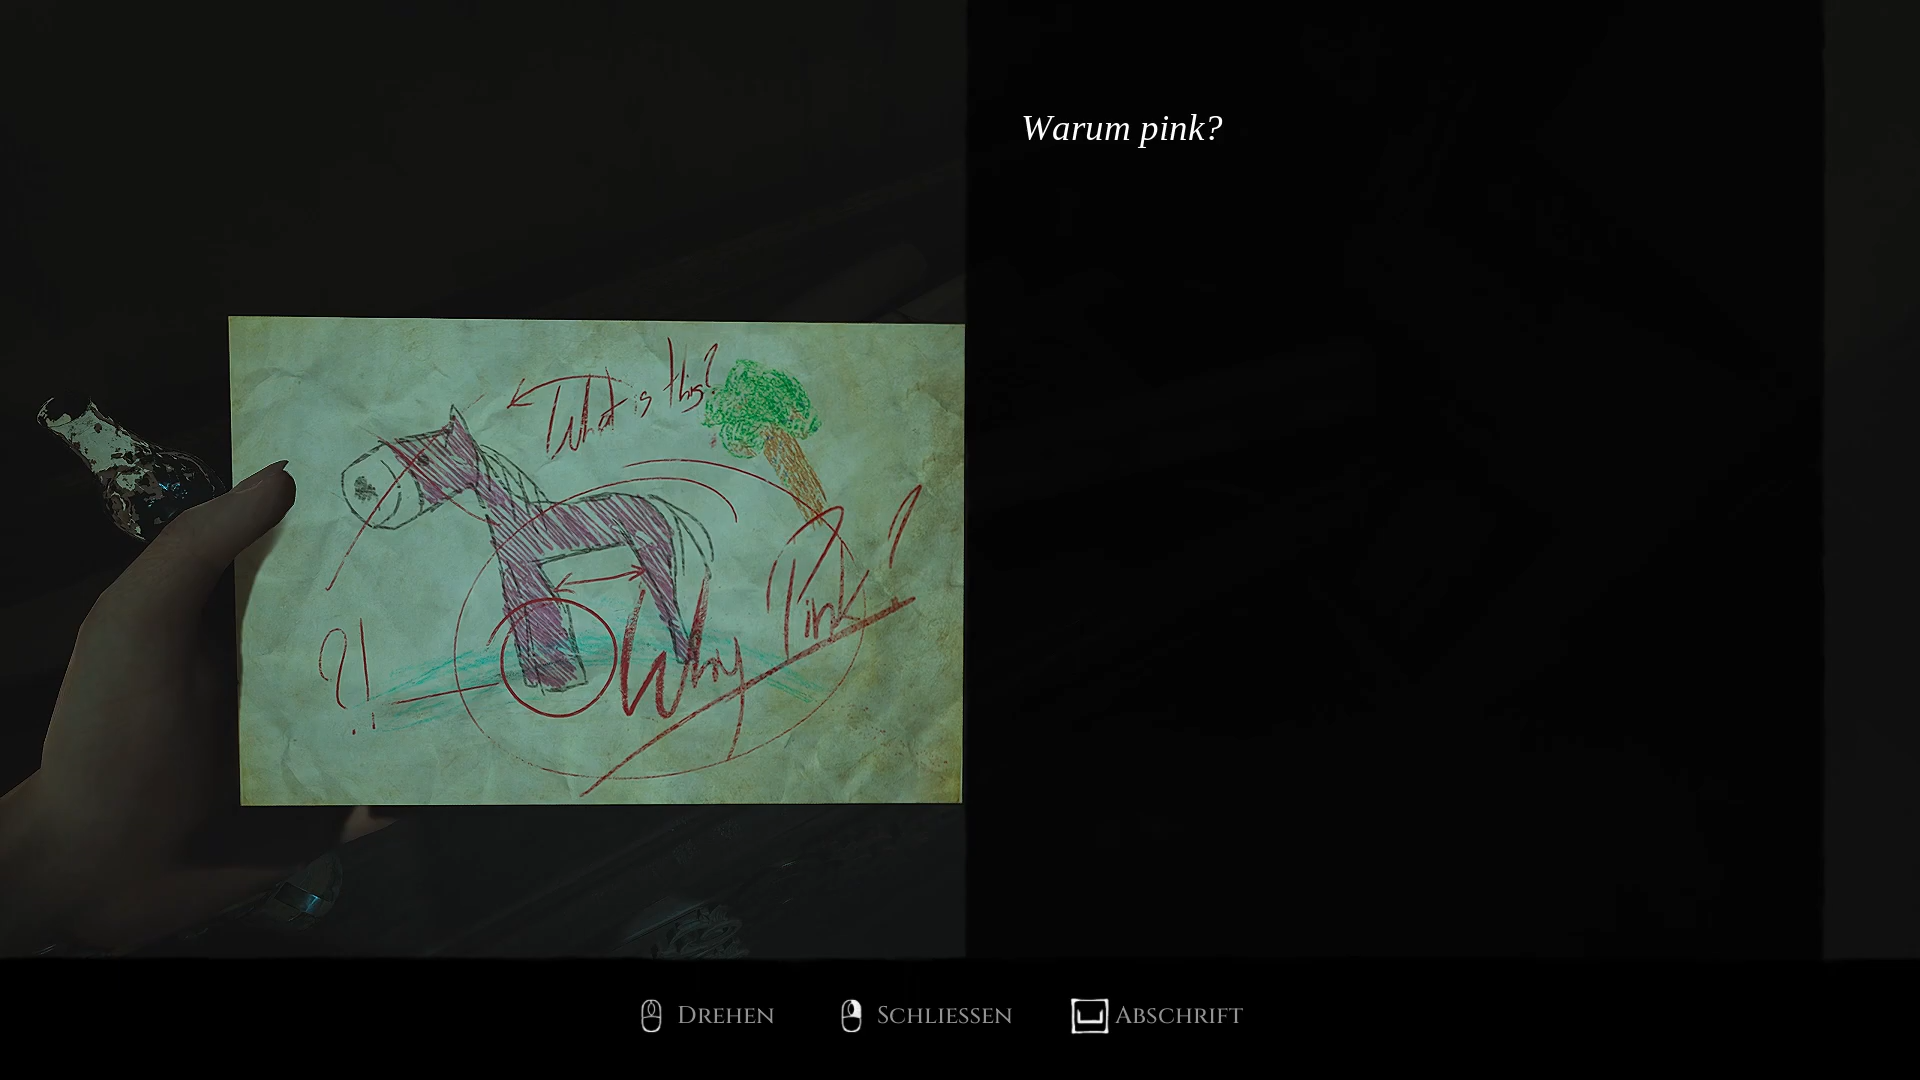 Warum pink?
What is this?
Why Pink?
?!
DREHEN
SCHLIESSEN
ABSCHRIFT